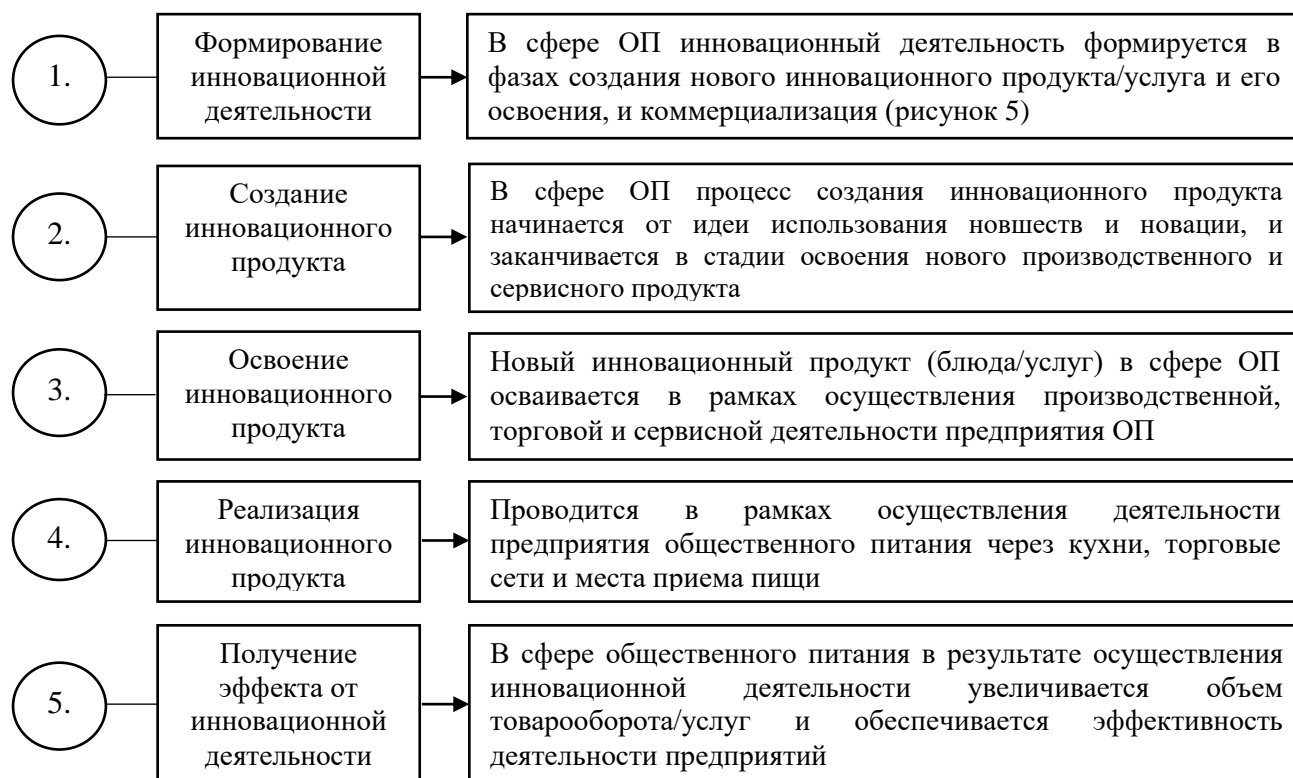 1.
Формирование
инновационной
деятельности
В сфере ОП инновационный деятельность формируется в
фазах создания нового инновационного продукта/услуга и его
освоения, и коммерциализация (рисунок 5)
2.
Создание
инновационного
продукта
В сфере ОП процесс создания инновационного продукта
начинается от идеи использования новшеств и новации, и
заканчивается в стадии освоения нового производственного и
сервисного продукта
3.
Освоение
инновационного
продукта
Новый инновационный продукт (блюда/услуг) в сфере ОП
осваивается в рамках осуществления производственной,
торговой и сервисной деятельности предприятия ОП
4.
Реализация
инновационного
продукта
Проводится в рамках осуществления деятельности
предприятия общественного питания через кухни, торговые
сети и места приема пищи
5.
Получение
эффекта от
инновационной
деятельности
В сфере общественного питания в результате осуществления
инновационной деятельности увеличивается объем
товарооборота/услуг и обеспечивается эффективность
деятельности предприятий